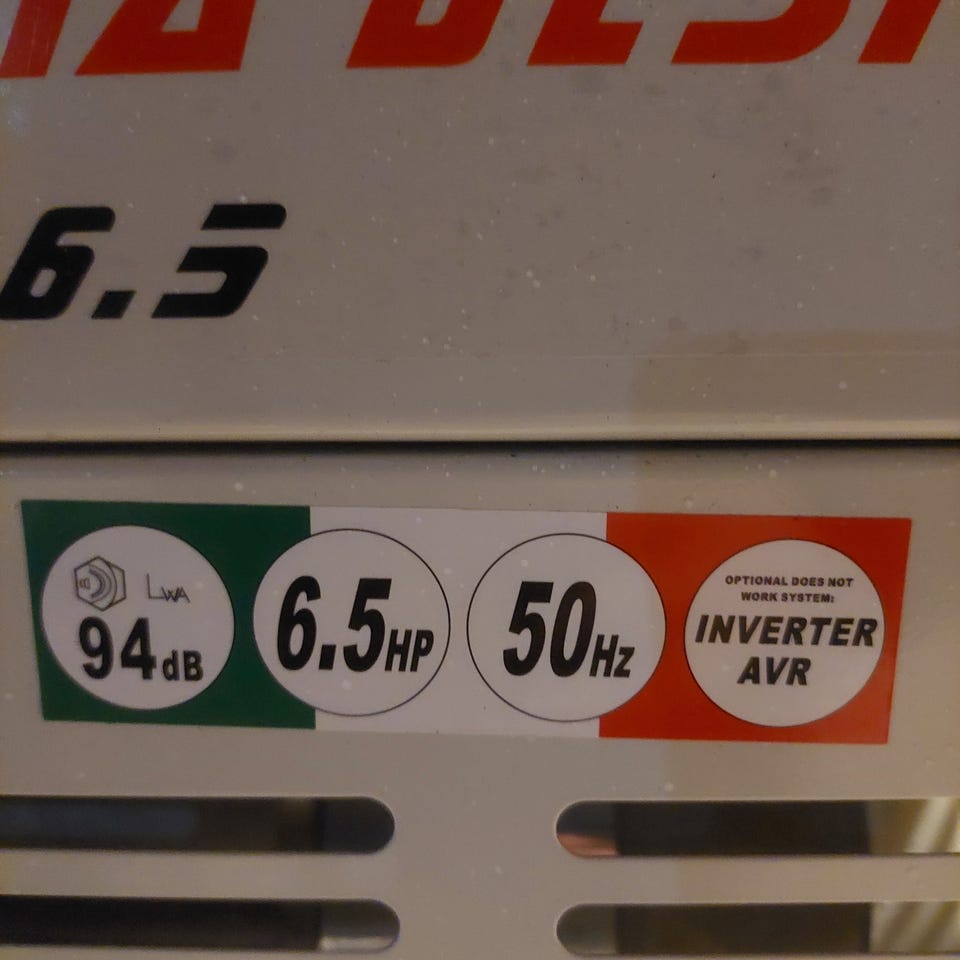 6.5
LWA
94dB
6.5HP
50Hz
OPTIONAL DOES NOT
WORK SYSTEM:
INVERTER
AVR